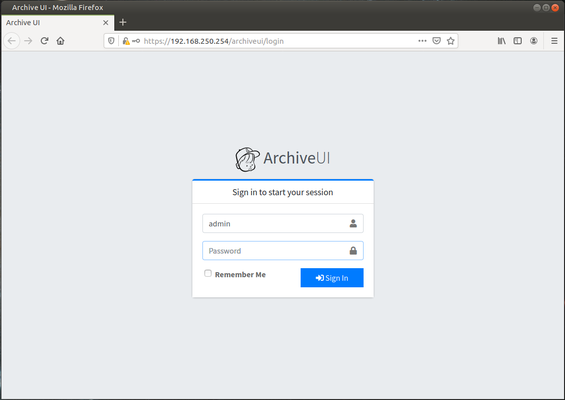 Archive UI - Mozilla Firefox
Archive UI
https://192.168.250.254/archiveui/login
ArchiveUI
Sign in to start your session
admin
Password
Remember Me
Sign In